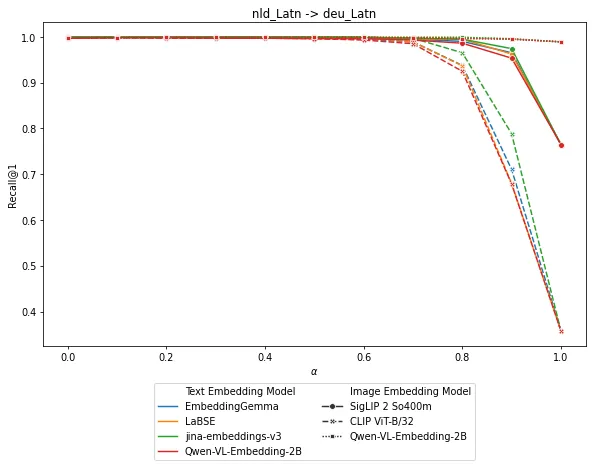 nld_Latn -> deu_Latn
Recall@1
1.0
0.9
0.8
0.7
0.6
0.5
0.4
0.0
0.2
0.4
0.6
0.8
1.0
α
Text Embedding Model
EmbeddingGemma
LaBSE
jina-embeddings-v3
Qwen-VL-Embedding-2B
Image Embedding Model
SigLIP 2 So400m
CLIP ViT-B/32
Qwen-VL-Embedding-2B